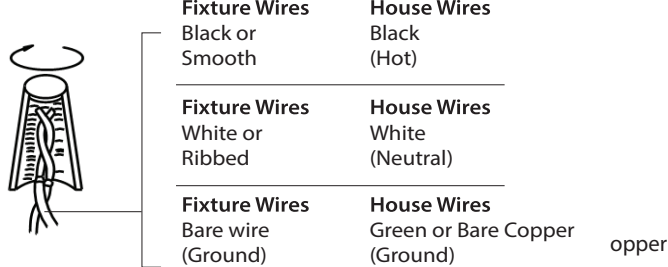 Fixture Wires House Wires
Black or Black
Smooth (Hot)
Fixture Wires House Wires
White or White
Ribbed (Neutral)
Fixture Wires House Wires
Bare wire Green or Bare Copper
(Ground) (Ground)
opper